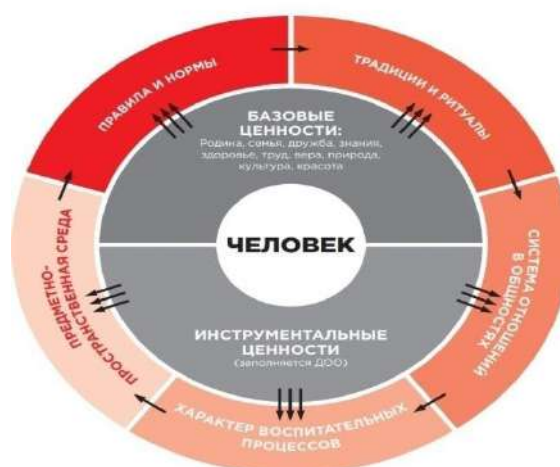 ПРАВИЛА И НОРМЫ
ТРАДИЦИИ И РИТУАЛЫ
БАЗОВЫЕ
ЦЕННОСТИ:
Родина, семья, дружба, знания,
здоровье, труд, вера, природа,
культура, красота
ЧЕЛОВЕК
ПРЕДМЕТНО-
ПРОСТРАНСТВЕННАЯ СРЕДА
СИСТЕМА ОТНОШЕНИЙ
В ОБЩНОСТЯХ
ИНСТРУМЕНТАЛЬНЫЕ
ЦЕННОСТИ
(заполняется ДОО)
ХАРАКТЕР ВОСПИТАТЕЛЬНЫХ
ПРОЦЕССОВ